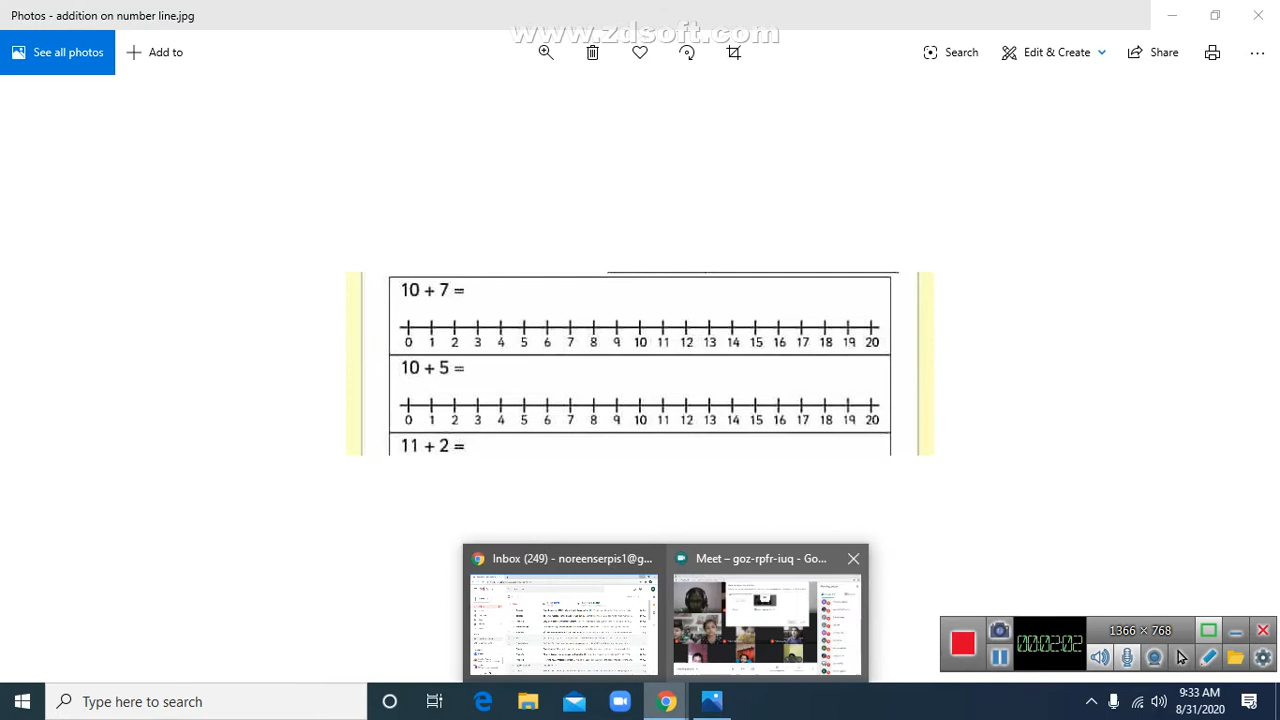 Photos - addition on number line.jpg
www.zdsoft.com
See all photos
Add to
Search
Edit & Create
Share
10 + 7 =
0 1 2 3 4 5 6 7 8 9 10 11 12 13 14 15 16 17 18 19 20
10 + 5 =
0 1 2 3 4 5 6 7 8 9 10 11 12 13 14 15 16 17 18 19 20
11 + 2 =
Inbox (249) - noreenserpis1@g...
Meet – goz-rpfr-iuq - Go...
1366 × 768
00:02:02
Type here to search
9:33 AM
8/31/2020